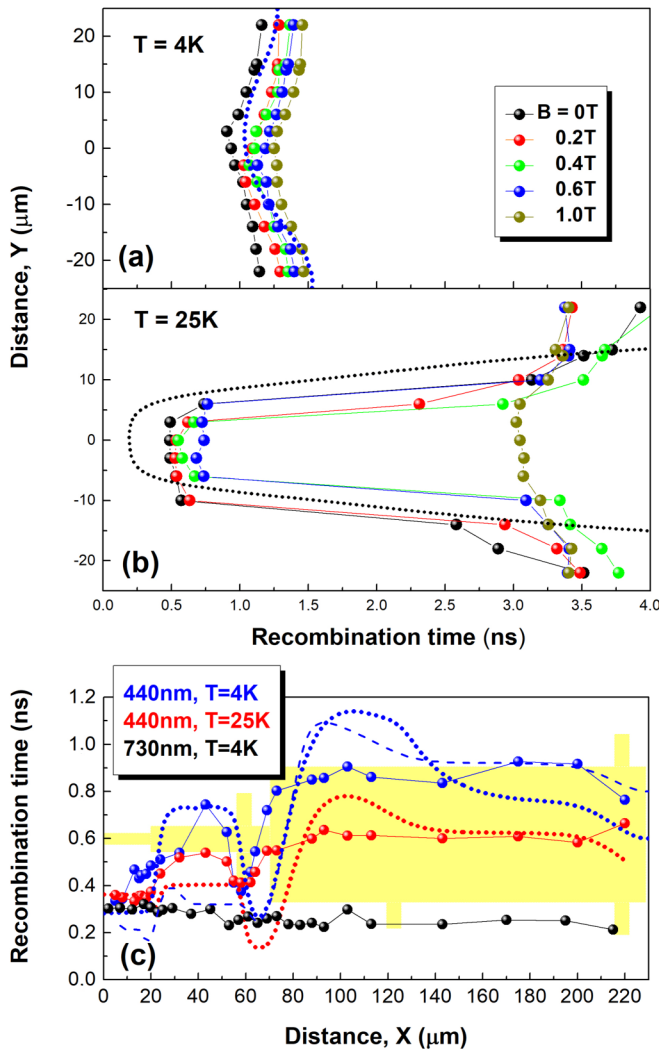 20
10
0
-10
-20
T = 4K
(a)
B = 0T
0.2T
0.4T
0.6T
1.0T
Distance, Y (μm)
20
10
0
-10
-20
T = 25K
(b)
0.0 0.5 1.0 1.5 2.0 2.5 3.0 3.5 4.0
Recombination time (ns)
440nm, T=4K
440nm, T=25K
730nm, T=4K
Recombination time (ns)
1.2
1.0
0.8
0.6
0.4
0.2
0.0
(c)
0 20 40 60 80 100 120 140 160 180 200 220
Distance, X (μm)